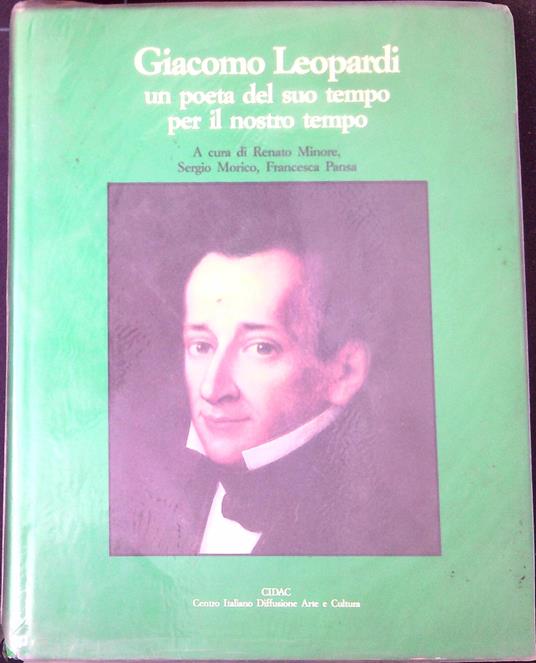 Giacomo Leopardi
un poeta del suo tempo
per il nostro tempo
A cura di Renato Minore,
Sergio Morico, Francesca Pansa
CIDAC
Centro Italiano Diffusione Arte e Cultura